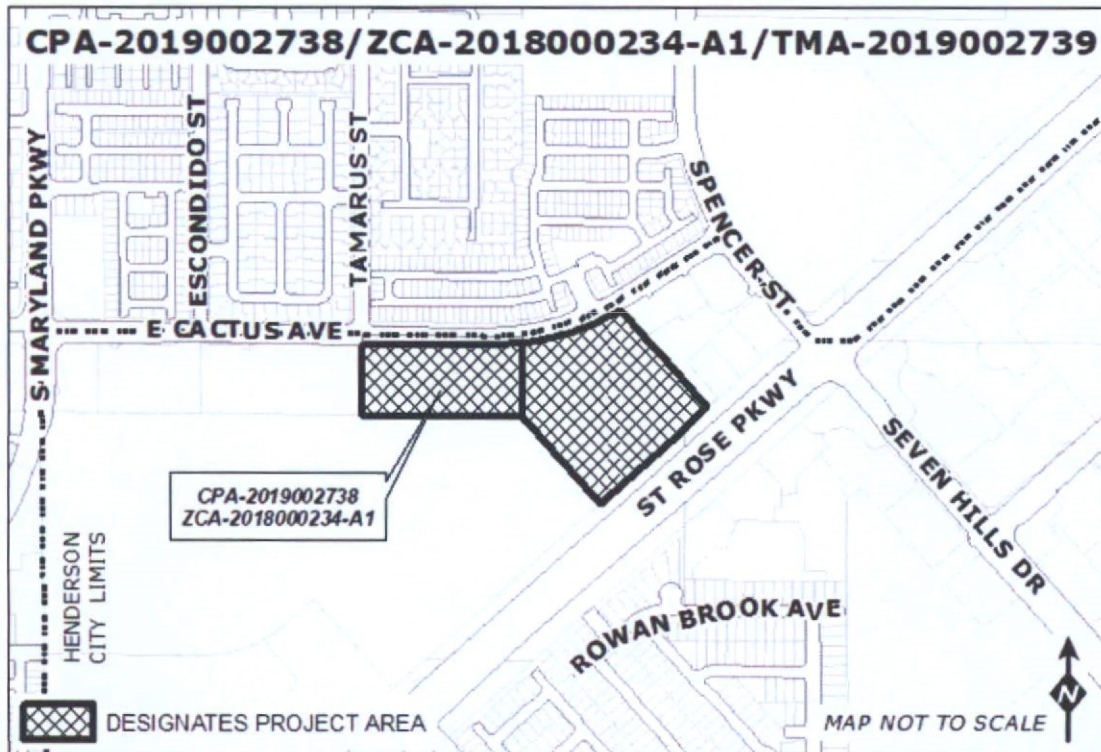 CPA-2019002738/ZCA-2018000234-A1/TMA-2019002739
S MARYLAND PKWY
ESCONDIDO ST
TAMARUS ST
SPENCER ST
E CACTUS AVE
CPA-2019002738
ZCA-2018000234-A1
ST ROSE PKWY
SEVEN HILLS DR
HENDERSON
CITY LIMITS
ROWAN BROOK AVE
N
DESIGNATES PROJECT AREA
MAP NOT TO SCALE